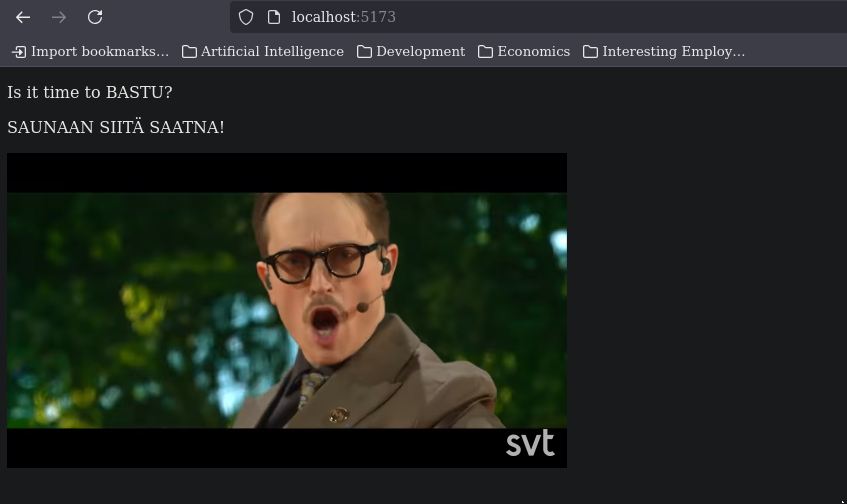 localhost:5173
Import bookmarks... Artificial Intelligence Development Economics Interesting Employ...
Is it time to BASTU?
SAUNAAN SIITÄ SAATNA!
svt